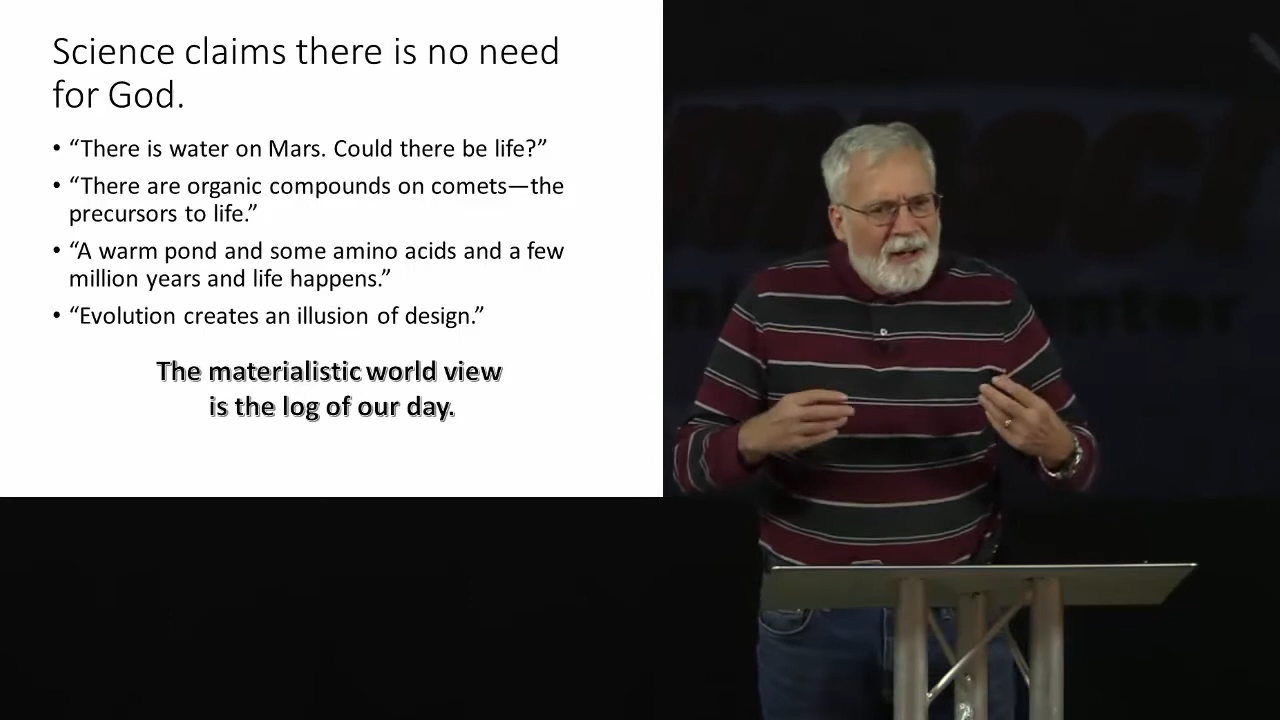 Science claims there is no need
for God.
• “There is water on Mars. Could there be life?”
• “There are organic compounds on comets—the
precursors to life.”
• “A warm pond and some amino acids and a few
million years and life happens.”
• “Evolution creates an illusion of design.”
The materialistic world view
is the log of our day.